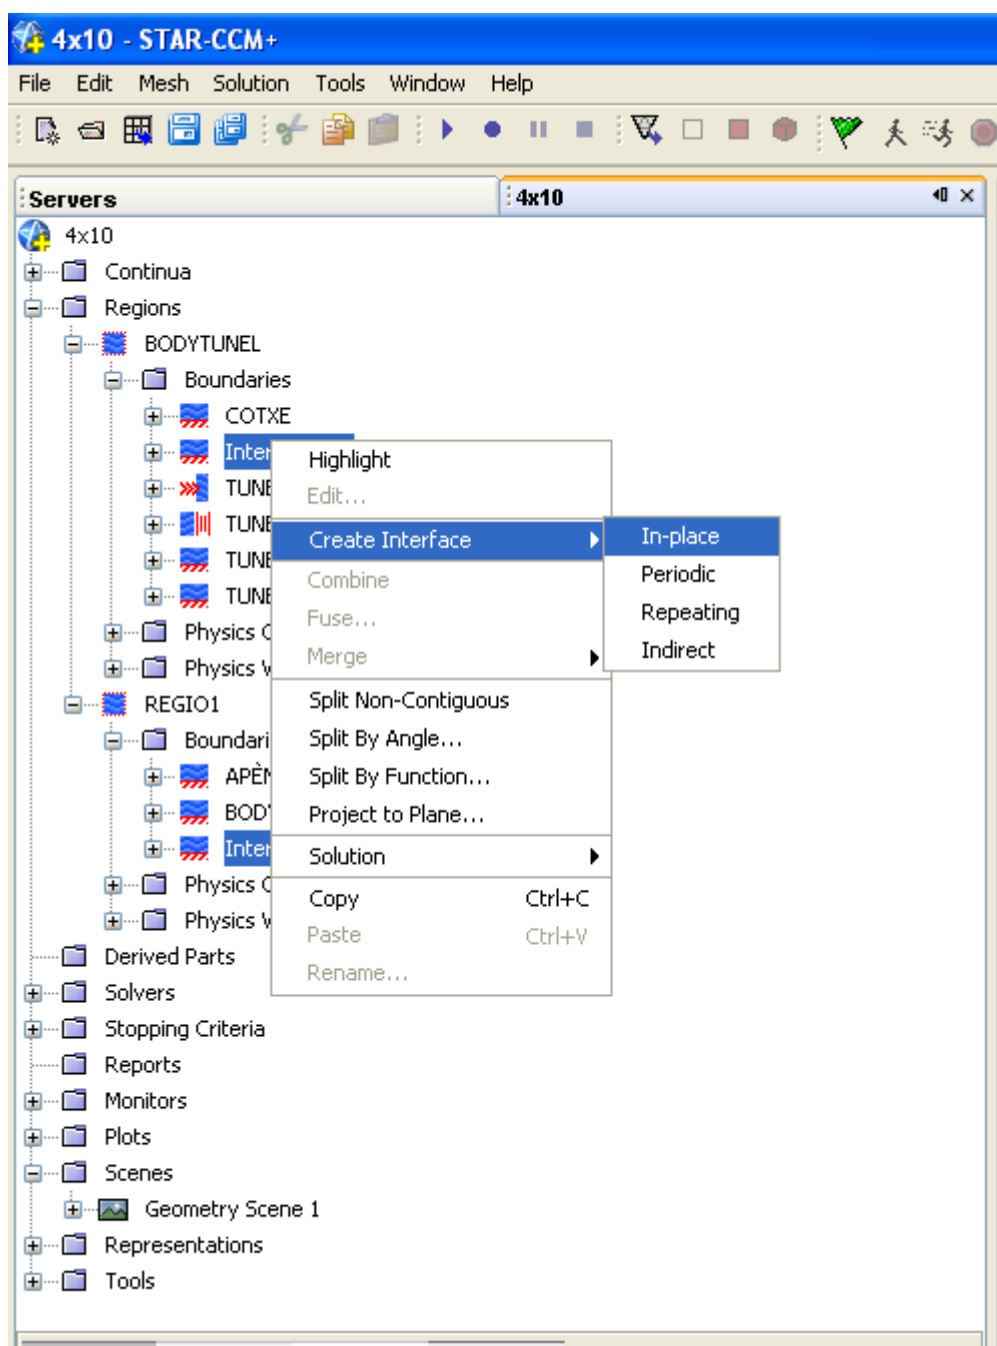 4x10 - STAR-CCM+
File Edit Mesh Solution Tools Window Help
Servers 4x10
4x10
Continua
Regions
BODYTUNEL
Boundaries
COTXE
Inter
TUNE
TUNE
TUNE
TUNE
Physics C
Physics V
REGIO1
Boundari
APÈN
BODY
Inter
Physics C
Physics V
Derived Parts
Solvers
Stopping Criteria
Reports
Monitors
Plots
Scenes
Geometry Scene 1
Representations
Tools
Highlight
Edit...
Create Interface
Combine
Fuse...
Merge
Split Non-Contiguous
Split By Angle...
Split By Function...
Project to Plane...
Solution
Copy Ctrl+C
Paste Ctrl+V
Rename...
In-place
Periodic
Repeating
Indirect